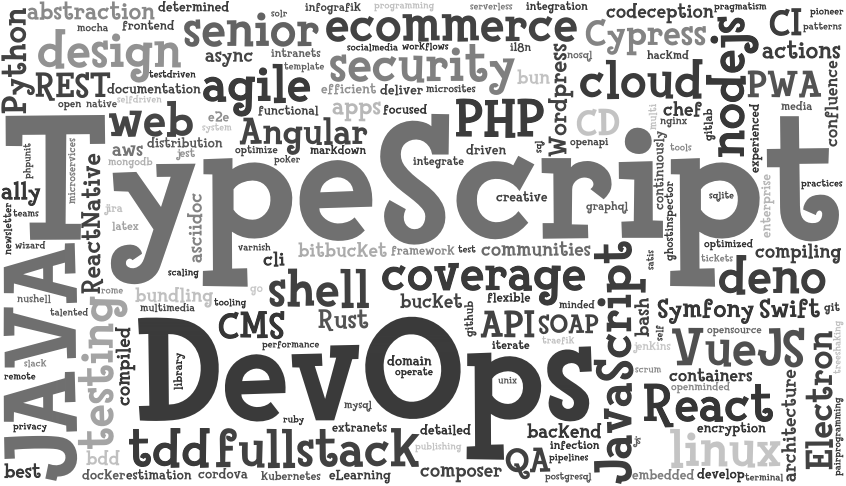 abstraction determined solr infografik programming serverless integration codeception pragmatism pioneer
mocha frontend senior ecommerce CI patterns
Python design async intranets socialmedia workflows il8n Cypress nodejs actions
REST testdriven template security nosql hackmd
documentation agile efficient deliver microsites bun Wordpress cloud PWA confluence
open native selfdriven functional apps focused PHP chef media
web e2e system Angular CD multi nginx gitlab experienced
phpunit microservices distribution optimize markdown driven sql openapi
TypeScript
aws jest poker integrate continuously tools
mongodb
ally ReactNative asciidoc creative graphql ghostinspector sqlite enterprise practices
newsletter teams jira
wizard latex varnish bitbucket framework test communities satis optimized
JAVA cli tickets compiling
scaling
rome bundling go shell coverage JavaScript deno
nushell tooling bucket flexible minded bash
talented testing multimedia CMS Rust github API SOAP self Symfony Swift git
compiled performance iterate traefik jenkins opensource
slack library DevOps domain VueJS treeshaking
remote operate scrum containers Electron
unix openminded
mysql React architecture
privacy ruby extranets detailed backend encryption pairprogramming
bdd tdd fullstack publishing infection linux
best QA pipelines eps
dockerestimation cordova Kubernetes eLearning composer postgresql embedded develop terminal